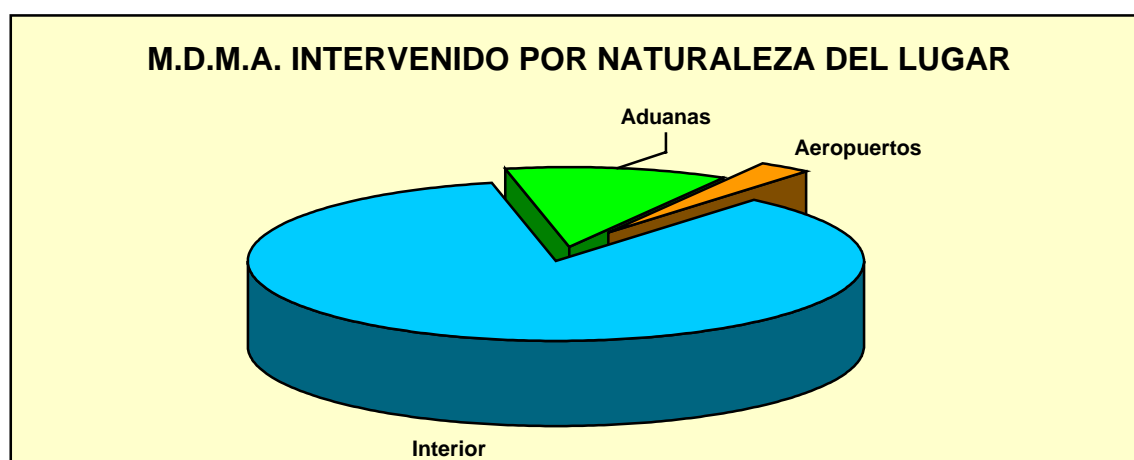 M.D.M.A. INTERVENIDO POR NATURALEZA DEL LUGAR
Aduanas
Aeropuertos
Interior